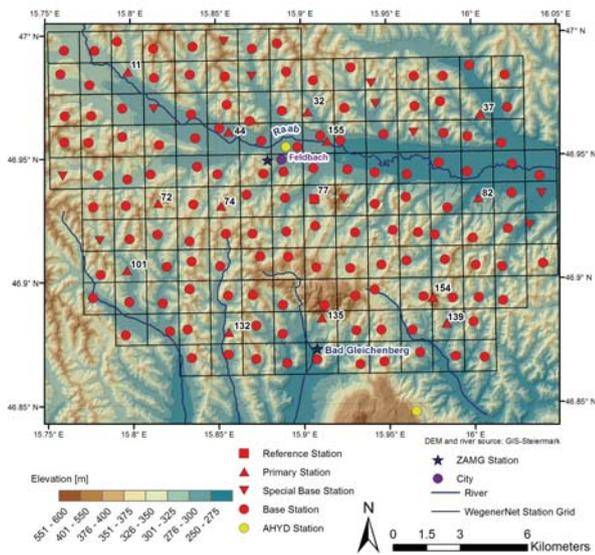 15.75° E
15.8° E
15.85° E
15.9° E
15.95° E
16° E
16.05° E
47° N
47° N
11
32
37
44
Raab
155
46.95° N
Feldbach
46.95° N
72
74
77
82
101
46.9° N
46.9° N
154
135
139
132
Bad Gleichenberg
46.85° N
46.85° N
15.75° E
15.8° E
15.85° E
15.9° E
15.95° E
16° E
16.05° E
DEM and river source: GIS-Steiermark
Elevation [m]
551 - 600
401 - 550
376 - 400
351 - 375
326 - 350
301 - 325
276 - 300
250 - 275
Reference Station
Primary Station
Special Base Station
Base Station
AHYD Station
ZAMG Station
City
River
WegenerNet Station Grid
N
0 1.5 3 6
Kilometers